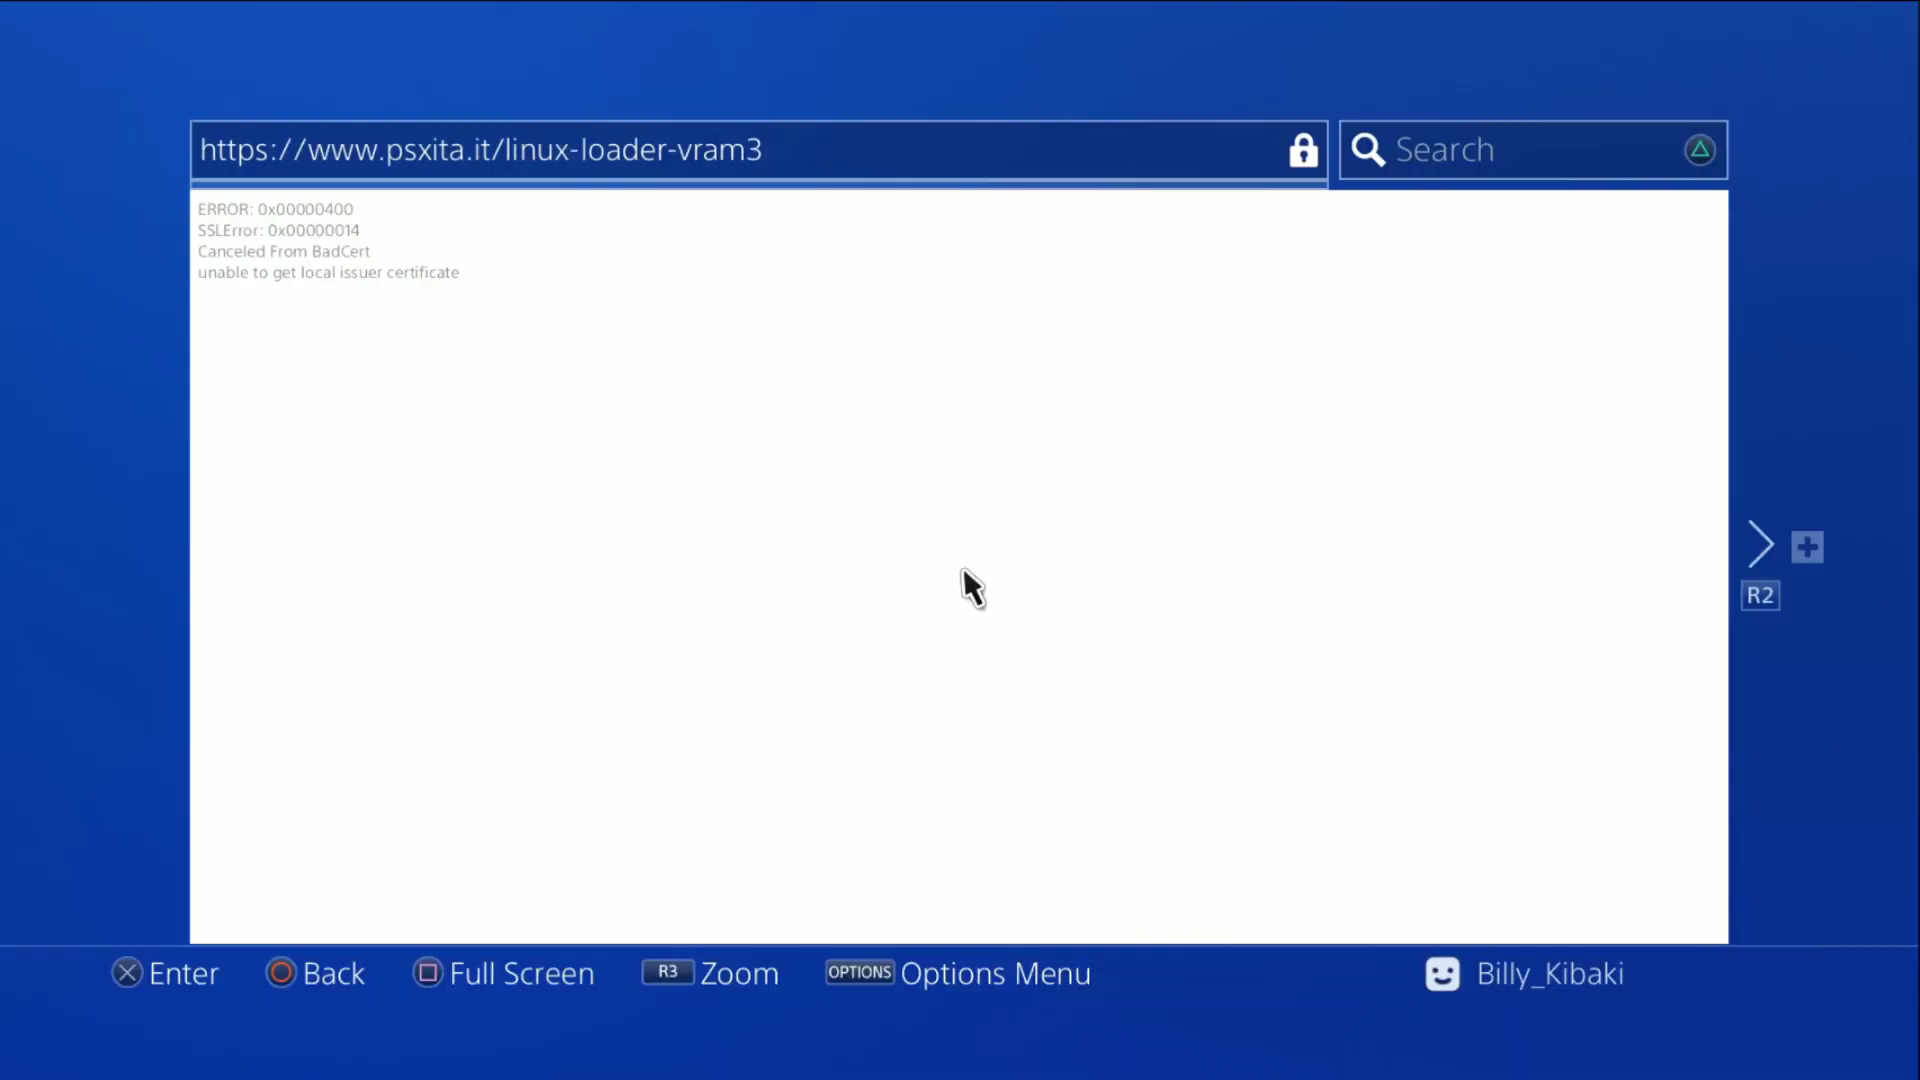 https://www.psxita.it/linux-loader-vram3
Search
ERROR: 0x00000400
SSLError: 0x00000014
Canceled From BadCert
unable to get local issuer certificate
R2
Enter
Back
Full Screen
R3 Zoom
OPTIONS Options Menu
Billy_Kibaki